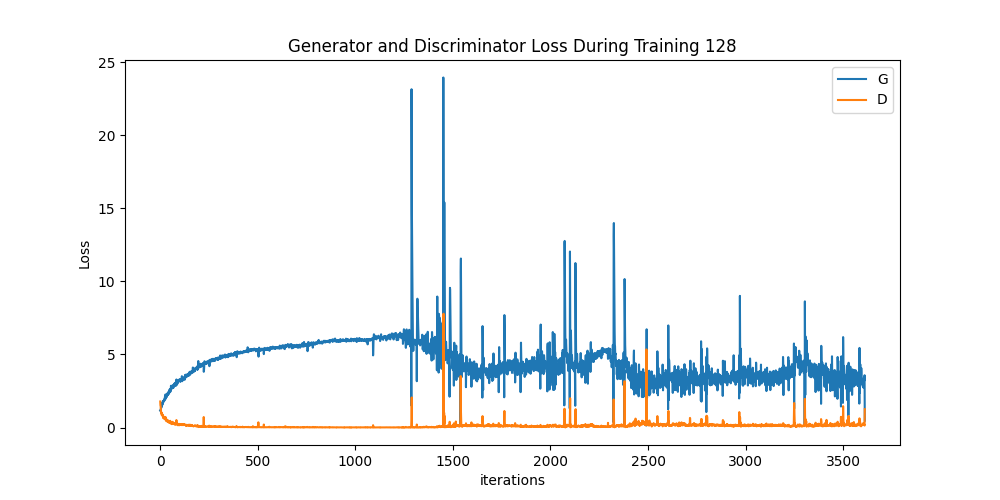 Generator and Discriminator Loss During Training 128
25
20
15
10
5
0
Loss
G
D
0 500 1000 1500 2000 2500 3000 3500
iterations